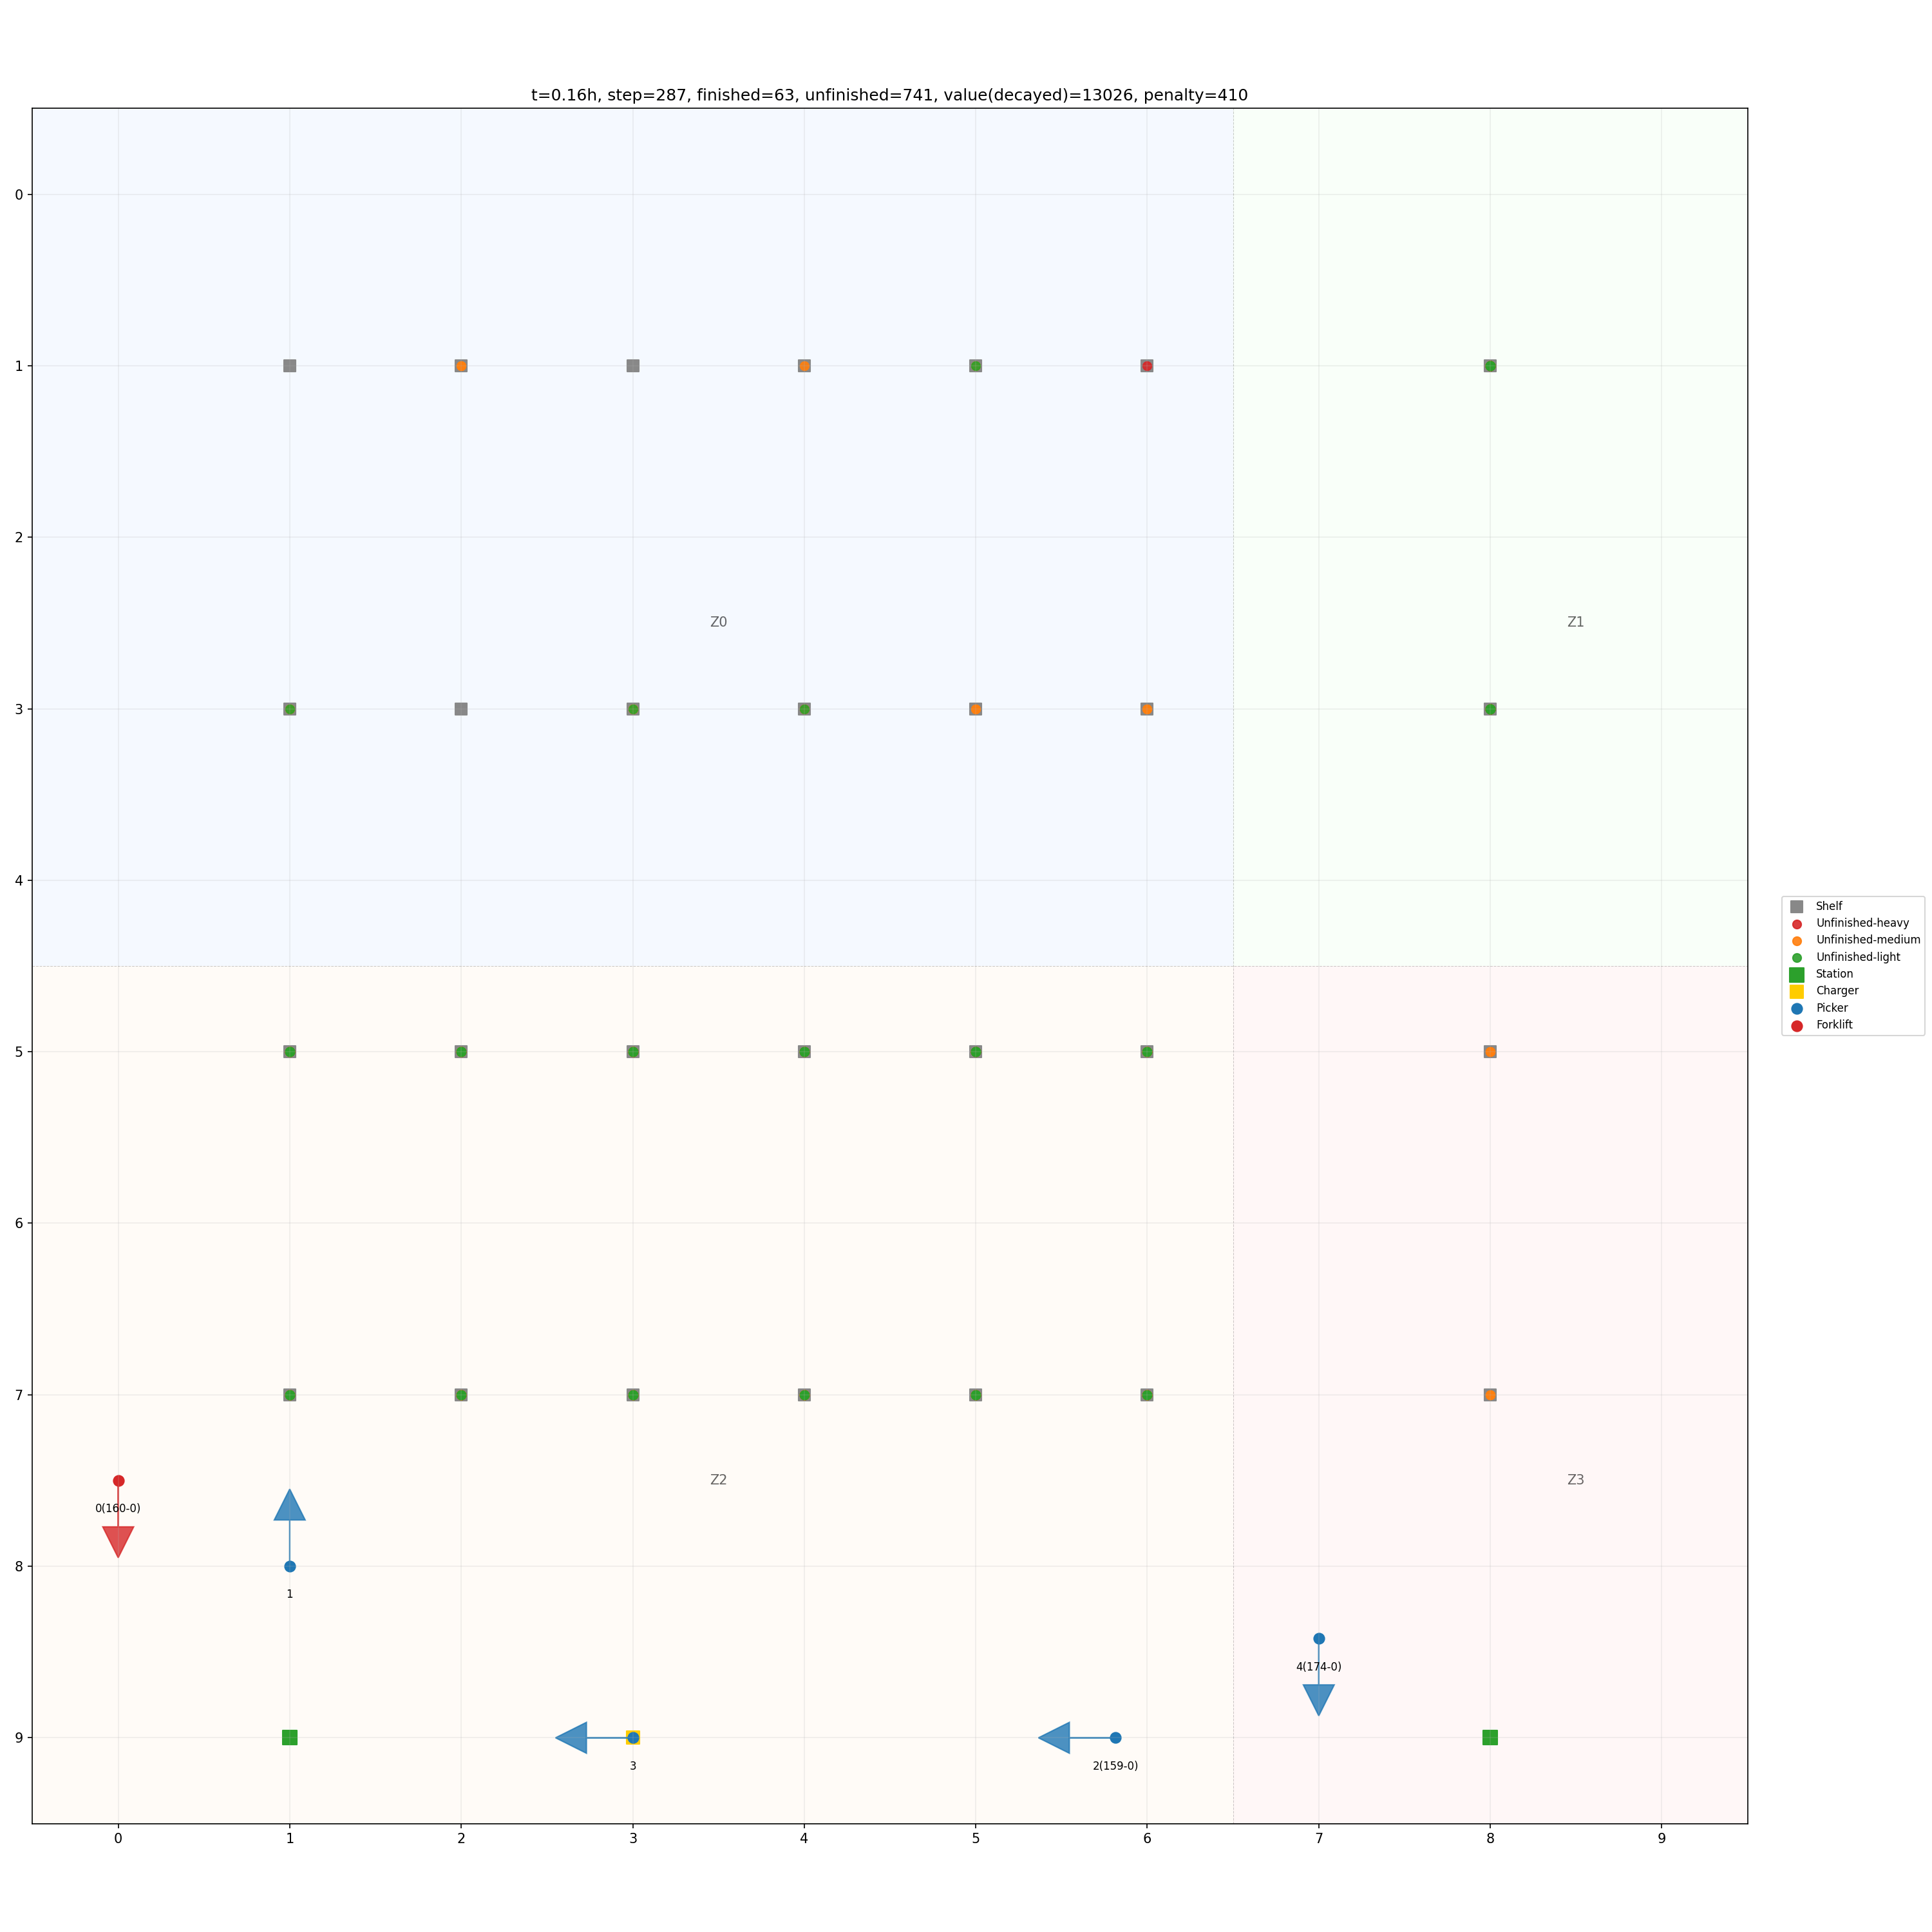 t=0.16h, step=287, finished=63, unfinished=741, value(decayed)=13026, penalty=410
0
1
2
Z0
Z1
3
4
Shelf
Unfinished-heavy
Unfinished-medium
Unfinished-light
Station
Charger
Picker
Forklift
5
6
7
Z2
Z3
0(160-0)
8
1
4(174-0)
9
3
2(159-0)
0 1 2 3 4 5 6 7 8 9